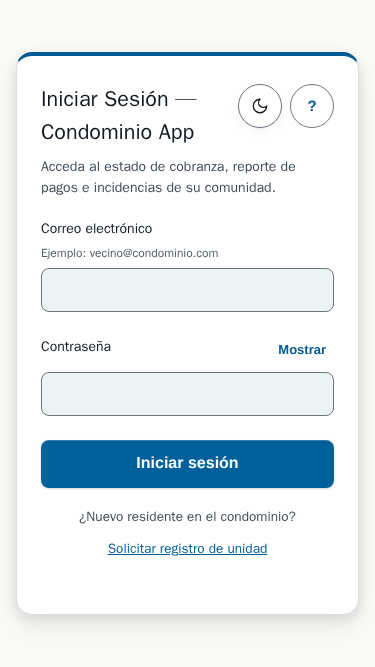 Iniciar Sesión —
Condominio App
?
Acceda al estado de cobranza, reporte de
pagos e incidencias de su comunidad.
Correo electrónico
Ejemplo: vecino@condominio.com
Contraseña
Mostrar
Iniciar sesión
¿Nuevo residente en el condominio?
Solicitar registro de unidad